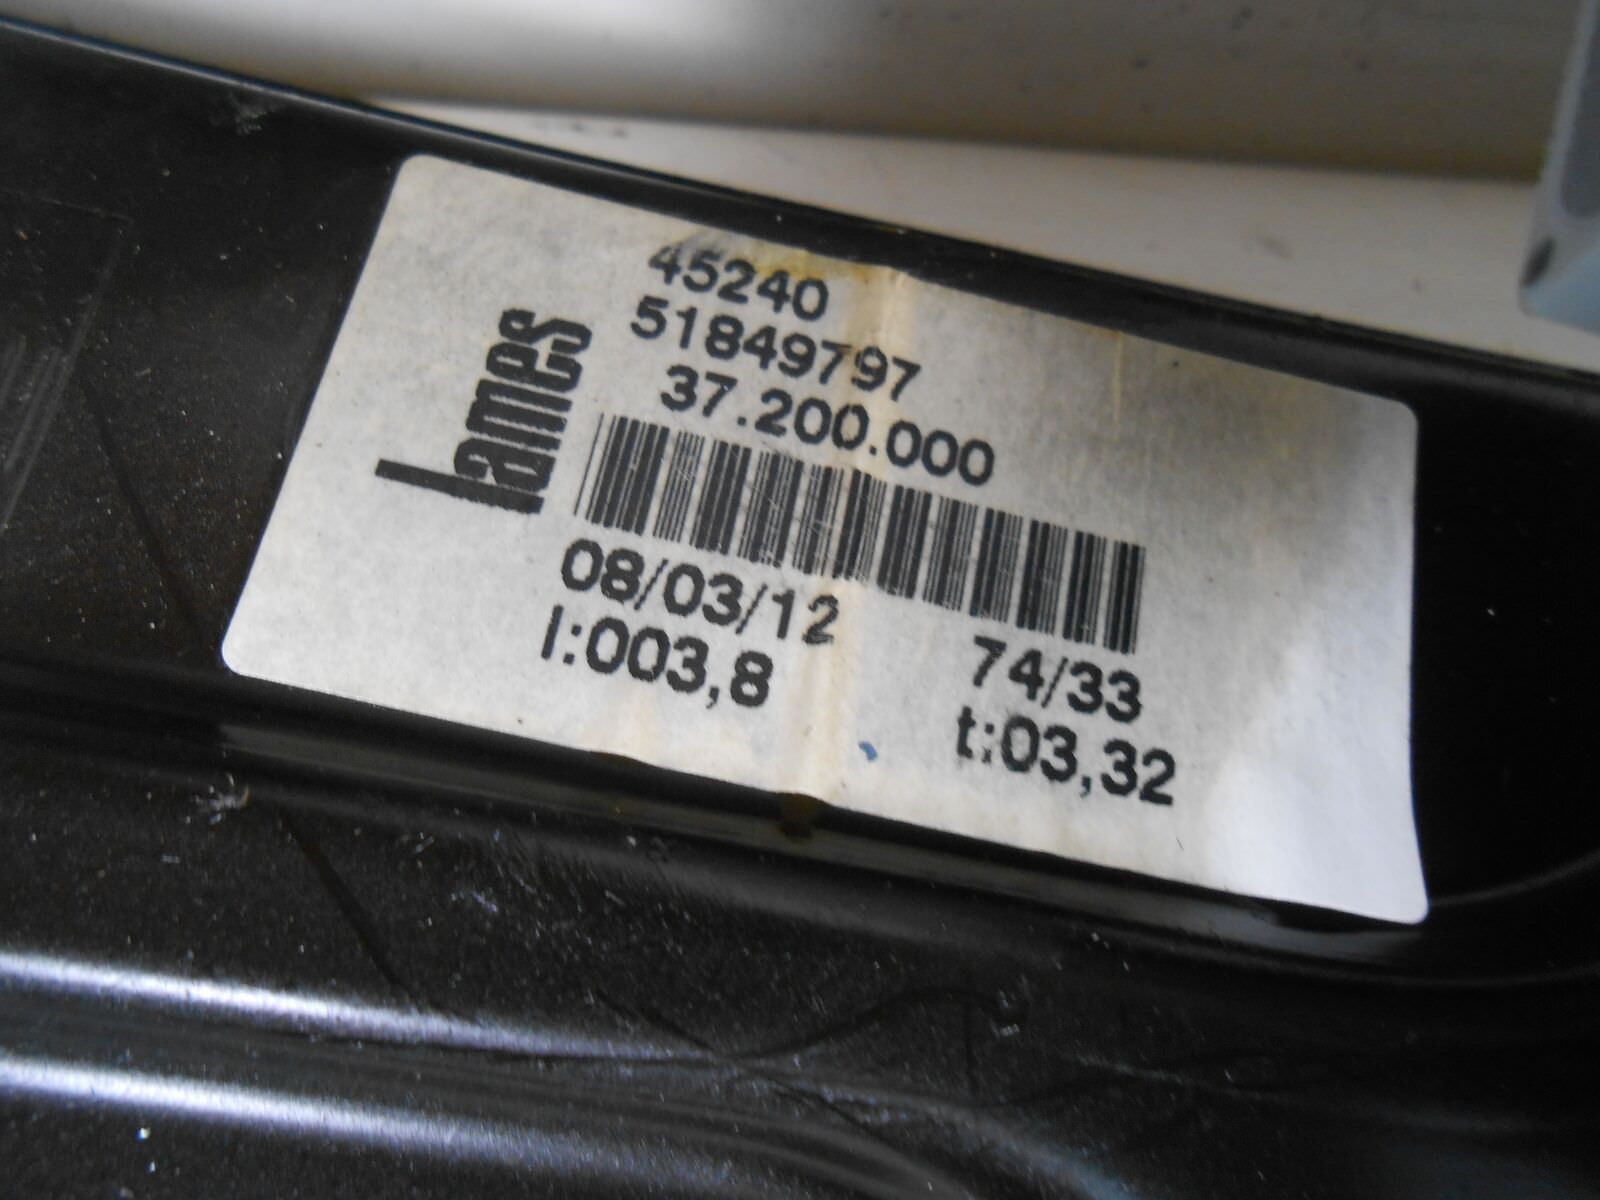 lames
45240
51849797
37.200.000
08/03/12 74/33
l:003,8 t:03,32